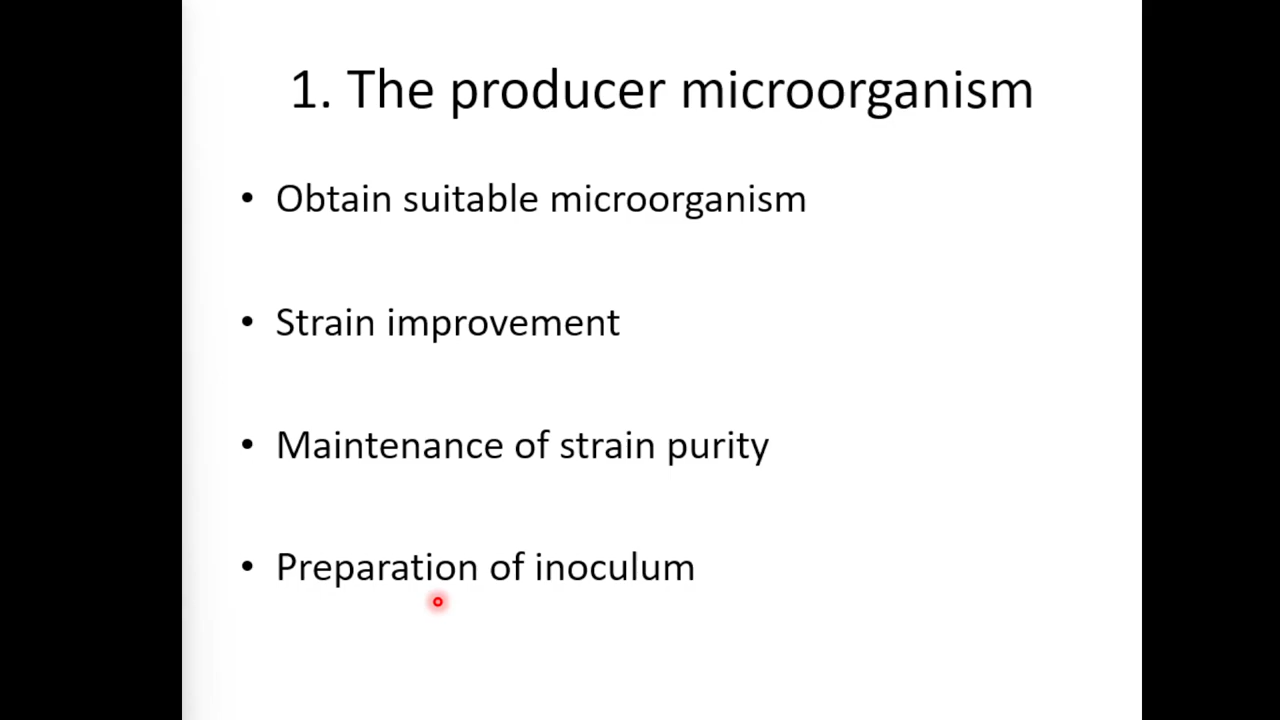 1. The producer microorganism
• Obtain suitable microorganism
• Strain improvement
• Maintenance of strain purity
• Preparation of inoculum